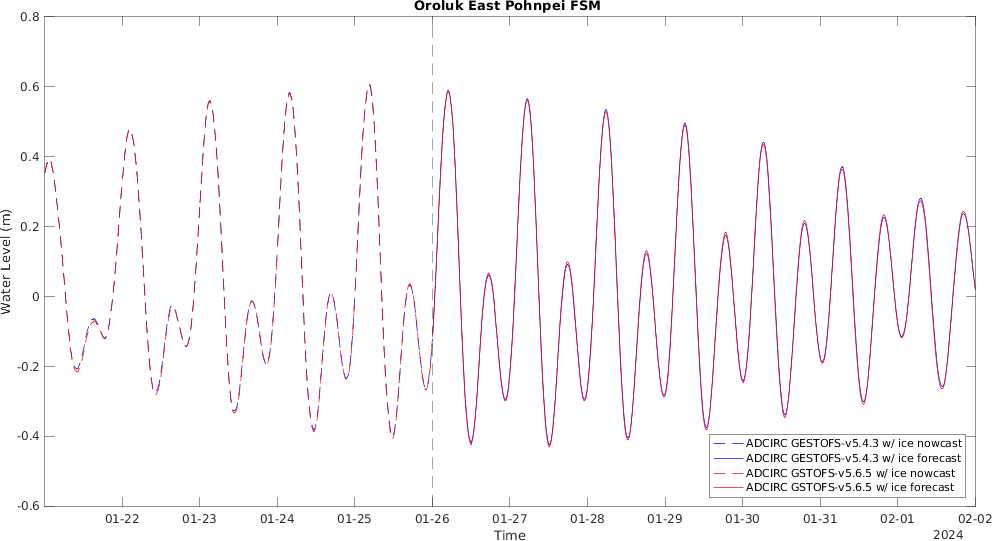 Oroluk East Pohnpei FSM
0.8
0.6
0.4
0.2
0
-0.2
-0.4
-0.6
Water Level (m)
ADCIRC GESTOFS-v5.4.3 w/ ice nowcast
ADCIRC GESTOFS-v5.4.3 w/ ice forecast
ADCIRC GSTOFS-v5.6.5 w/ ice nowcast
ADCIRC GSTOFS-v5.6.5 w/ ice forecast
01-22 01-23 01-24 01-25 01-26 01-27 01-28 01-29 01-30 01-31 02-01 02-02
Time
2024